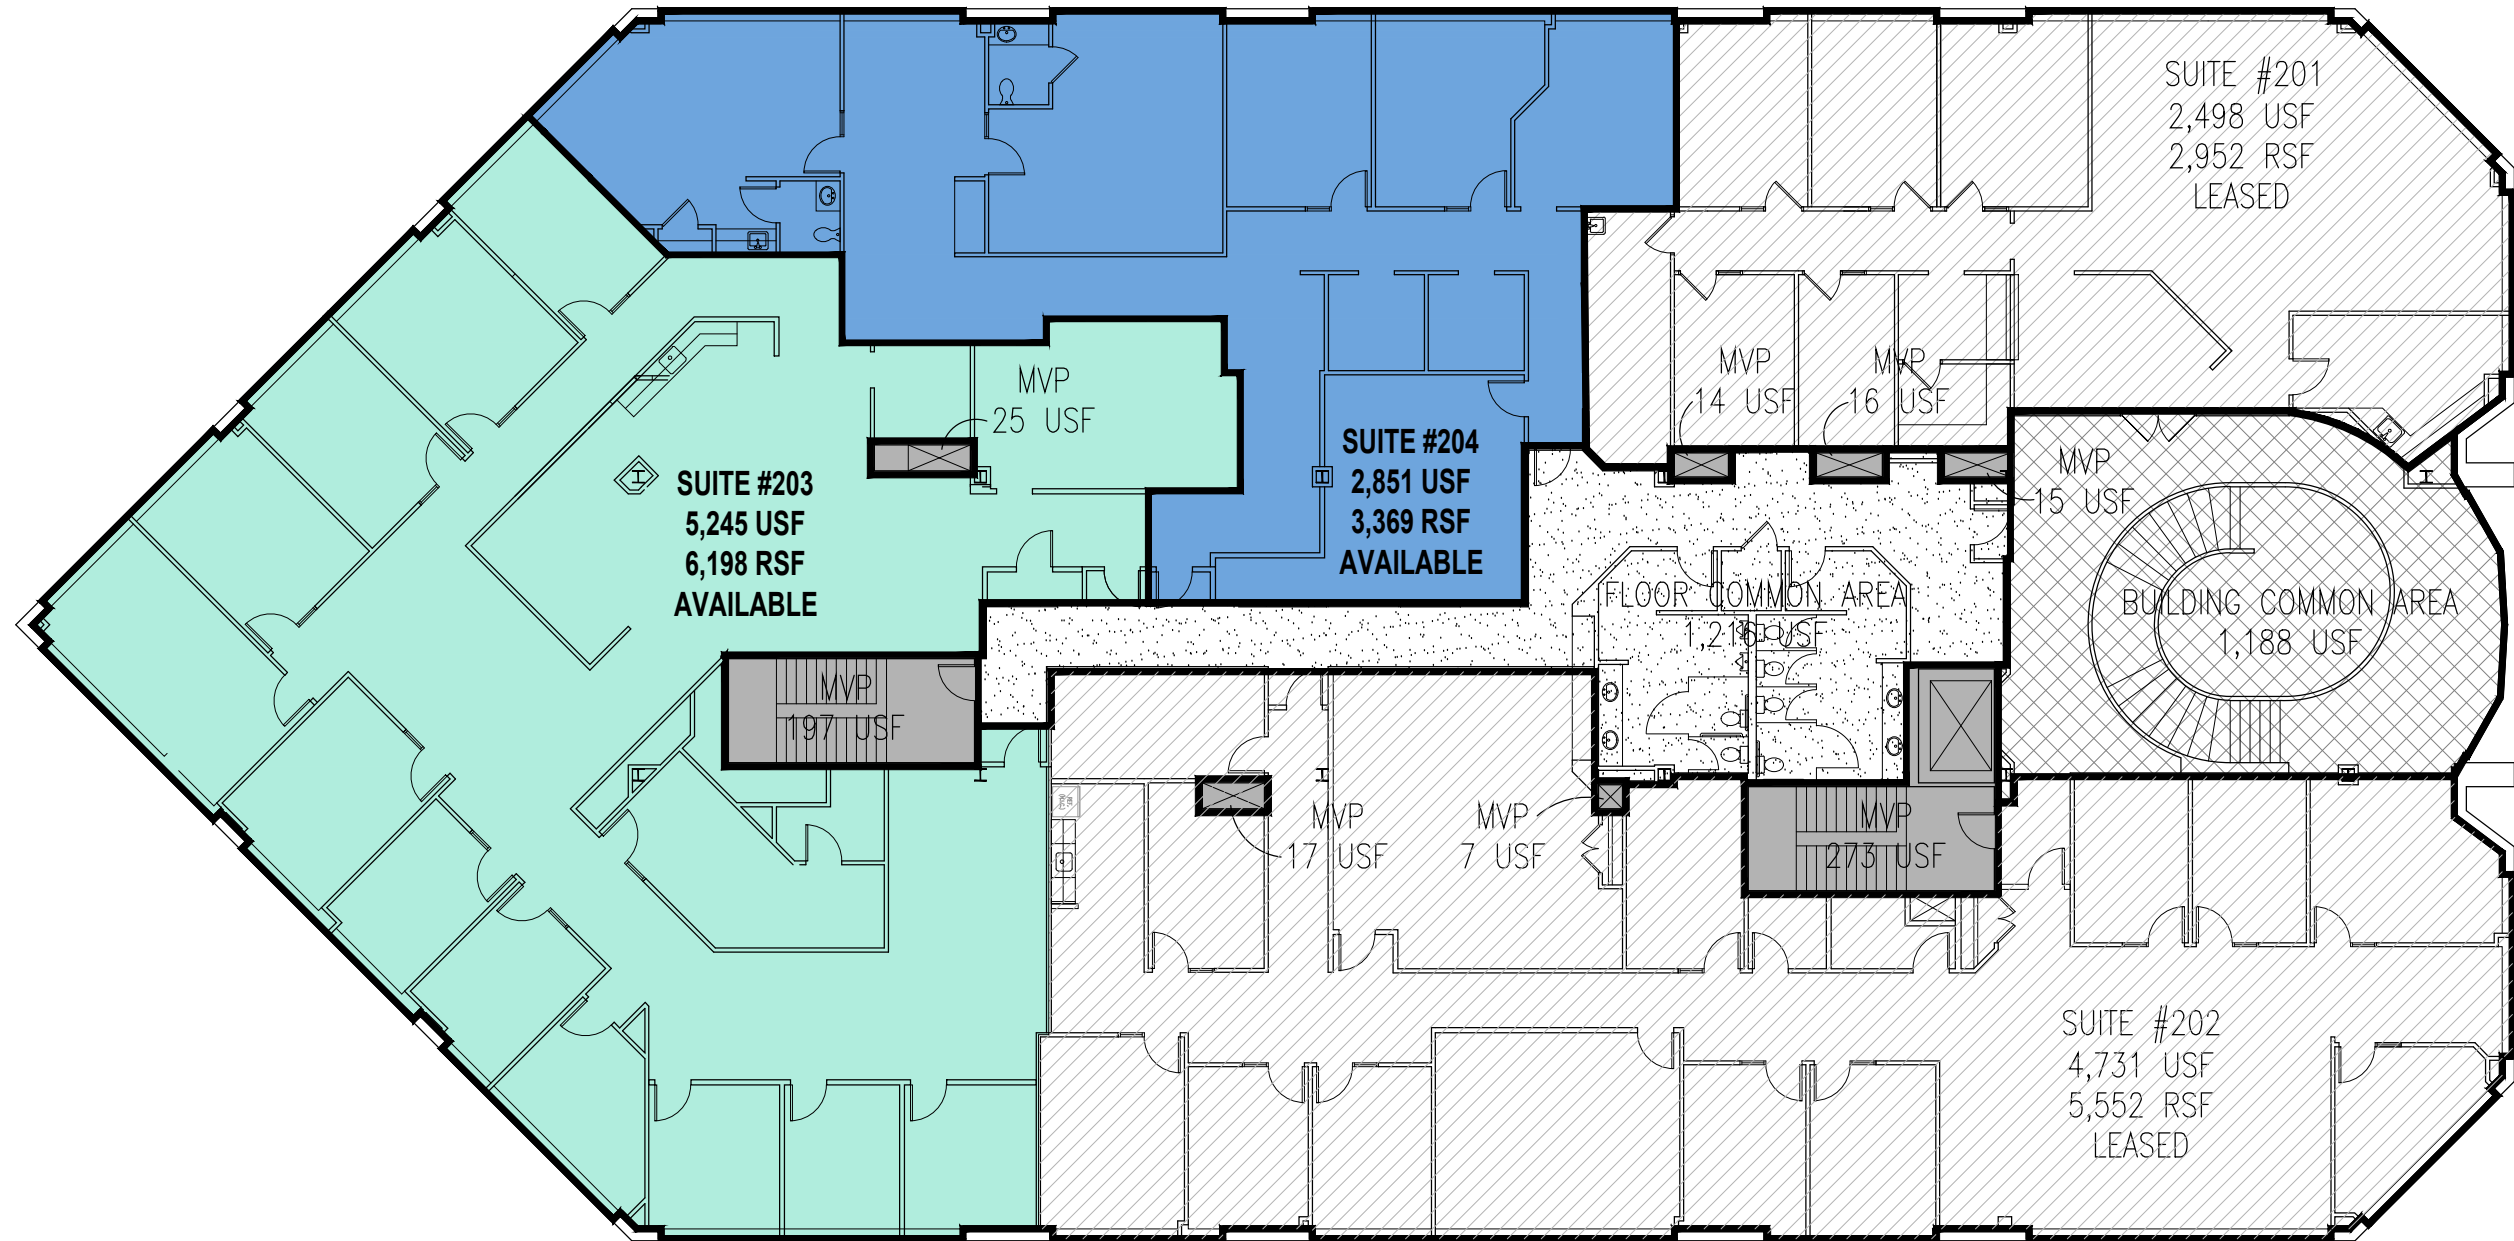 SUITE #201
2,498 USF
2,952 RSF
LEASED
MVP
14 USF
MVP
16 USF
MVP
25 USF
SUITE #204
2,851 USF
3,369 RSF
AVAILABLE
SUITE #203
5,245 USF
6,198 RSF
AVAILABLE
MVP
15 USF
FLOOR COMMON AREA
1,216 USF
BUILDING COMMON AREA
1,188 USF
MVP
197 USF
MVP
17 USF
MVP
7 USF
MVP
273 USF
SUITE #202
4,731 USF
5,552 RSF
LEASED